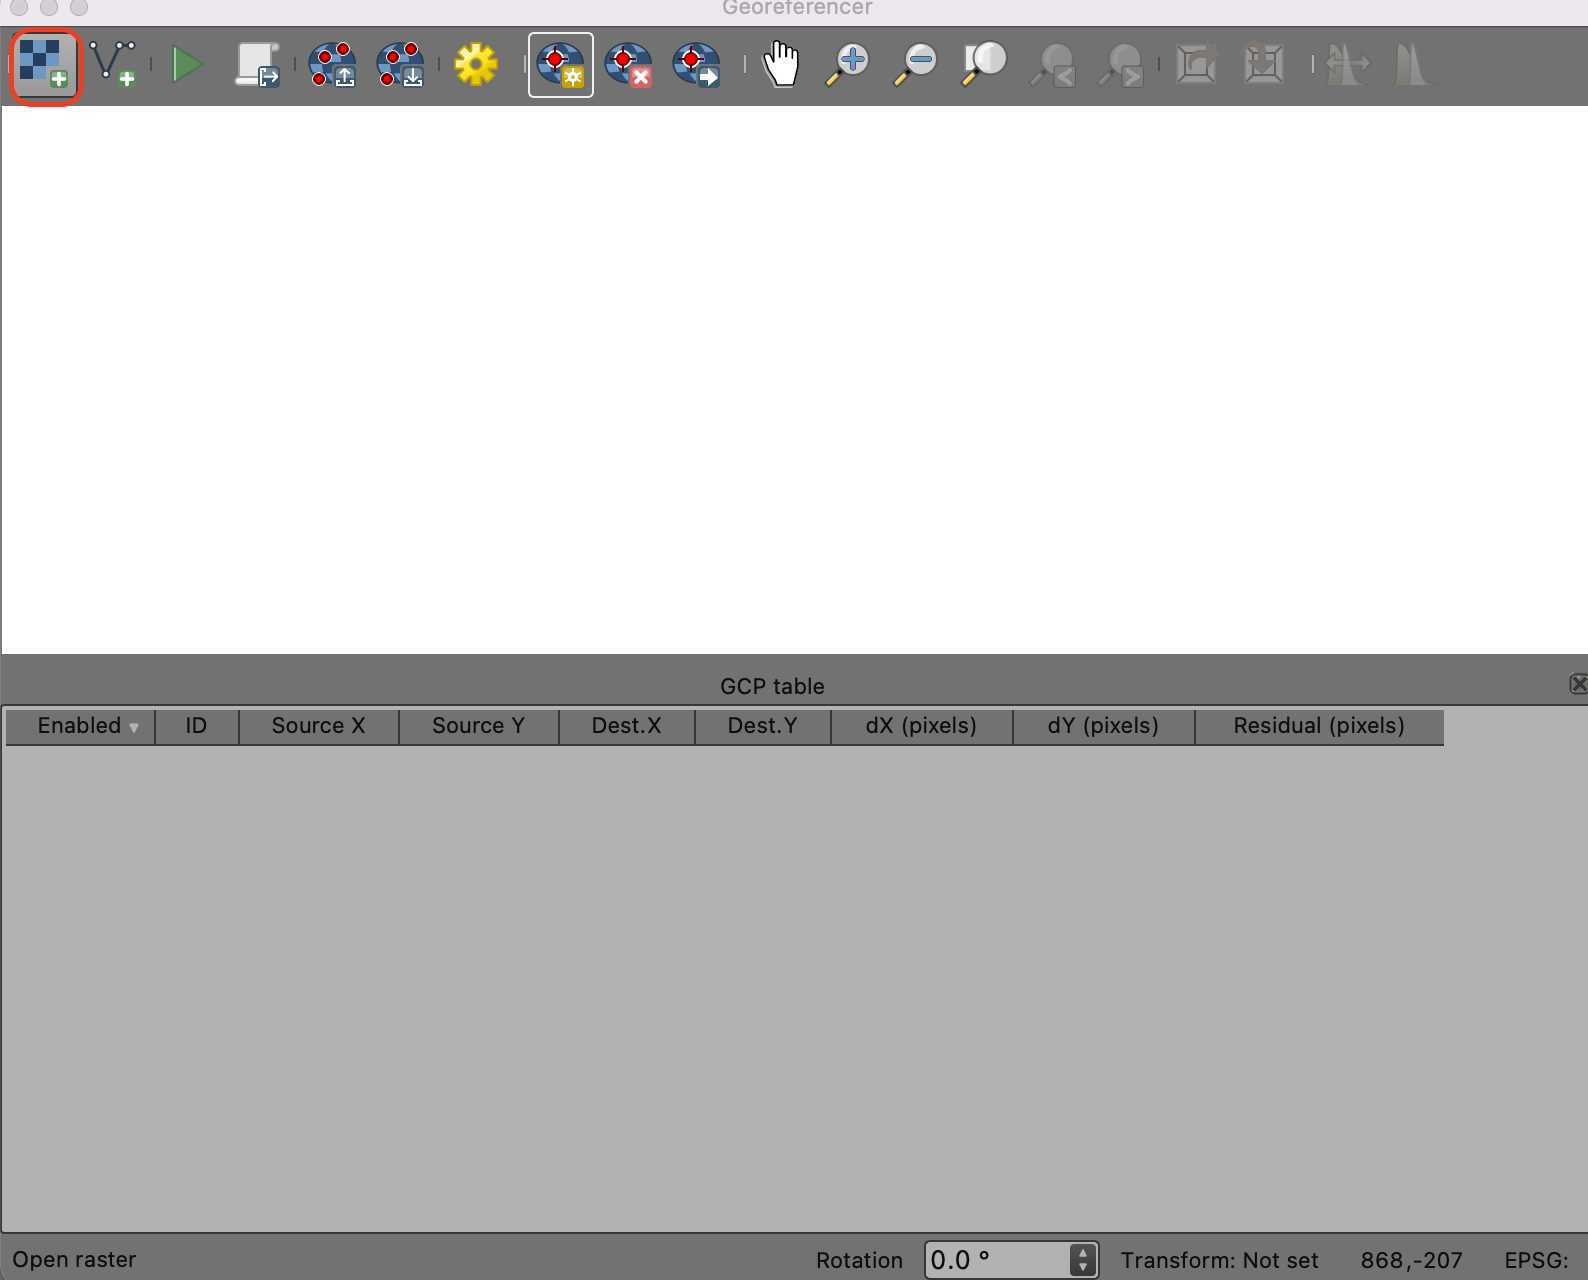 Georeferencer
GCP table
Enabled ID Source X Source Y Dest.X Dest.Y dX (pixels) dY (pixels) Residual (pixels)
Open raster Rotation 0.0 ° Transform: Not set 868,-207 EPSG: